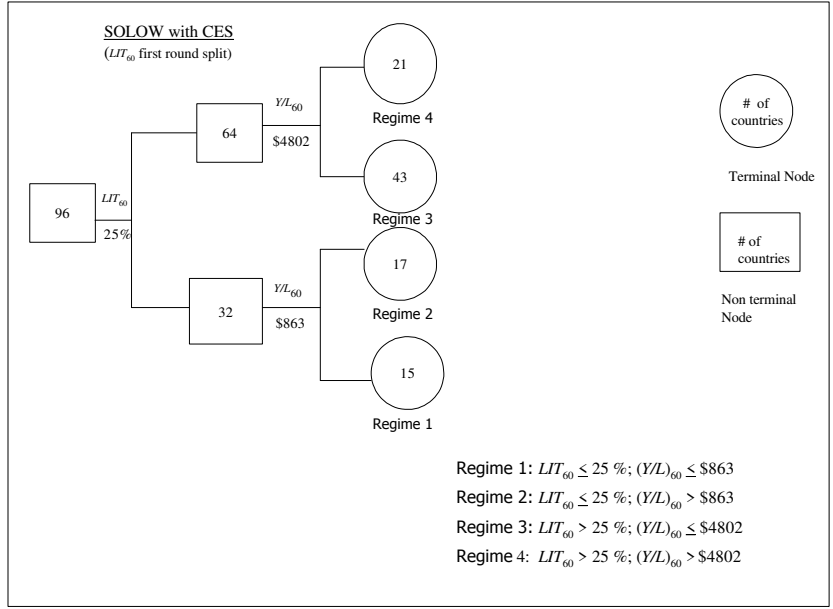 SOLOW with CES
(LIT60 first round split)
21
Regime 4
Y/L60
$4802
64
43
Regime 3
LIT60
25%
96
17
Regime 2
Y/L60
$863
32
15
Regime 1
# of
countries
Terminal Node
# of
countries
Non terminal
Node
Regime 1: LIT60 ≤ 25 %; (Y/L)60 ≤ $863
Regime 2: LIT60 ≤ 25 %; (Y/L)60 > $863
Regime 3: LIT60 > 25 %; (Y/L)60 ≤ $4802
Regime 4: LIT60 > 25 %; (Y/L)60 > $4802